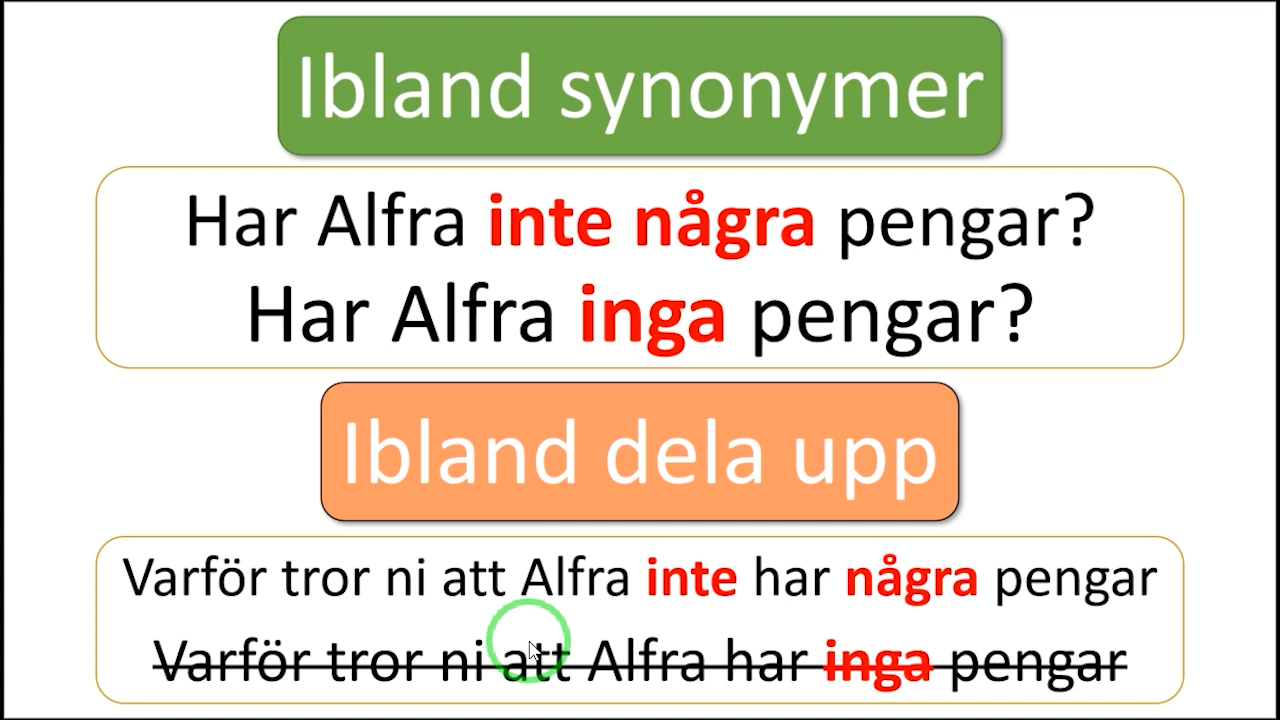 Ibland synonymer
Har Alfra inte några pengar?
Har Alfra inga pengar?
Ibland dela upp
Varför tror ni att Alfra inte har några pengar
Varför tror ni att Alfra har inga pengar